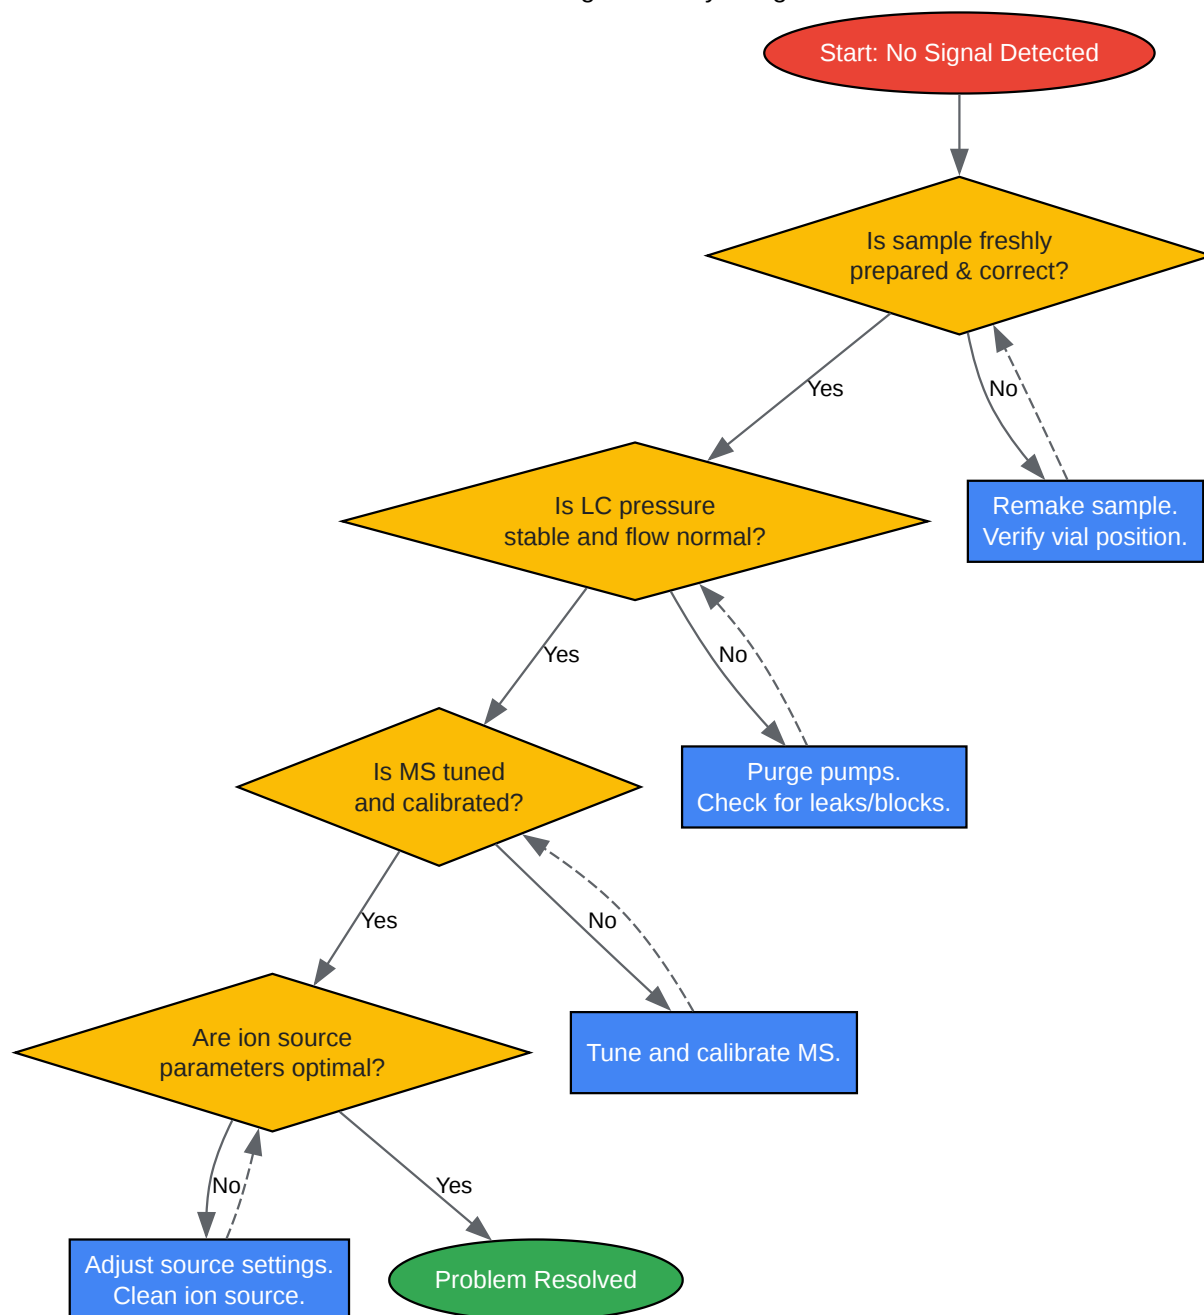 Start: No Signal Detected
Is sample freshly
prepared & correct?
Yes
No
Remake sample.
Verify vial position.
Is LC pressure
stable and flow normal?
Yes
No
Purge pumps.
Check for leaks/blocks.
Is MS tuned
and calibrated?
Yes
No
Tune and calibrate MS.
Are ion source
parameters optimal?
No
Yes
Adjust source settings.
Clean ion source.
Problem Resolved